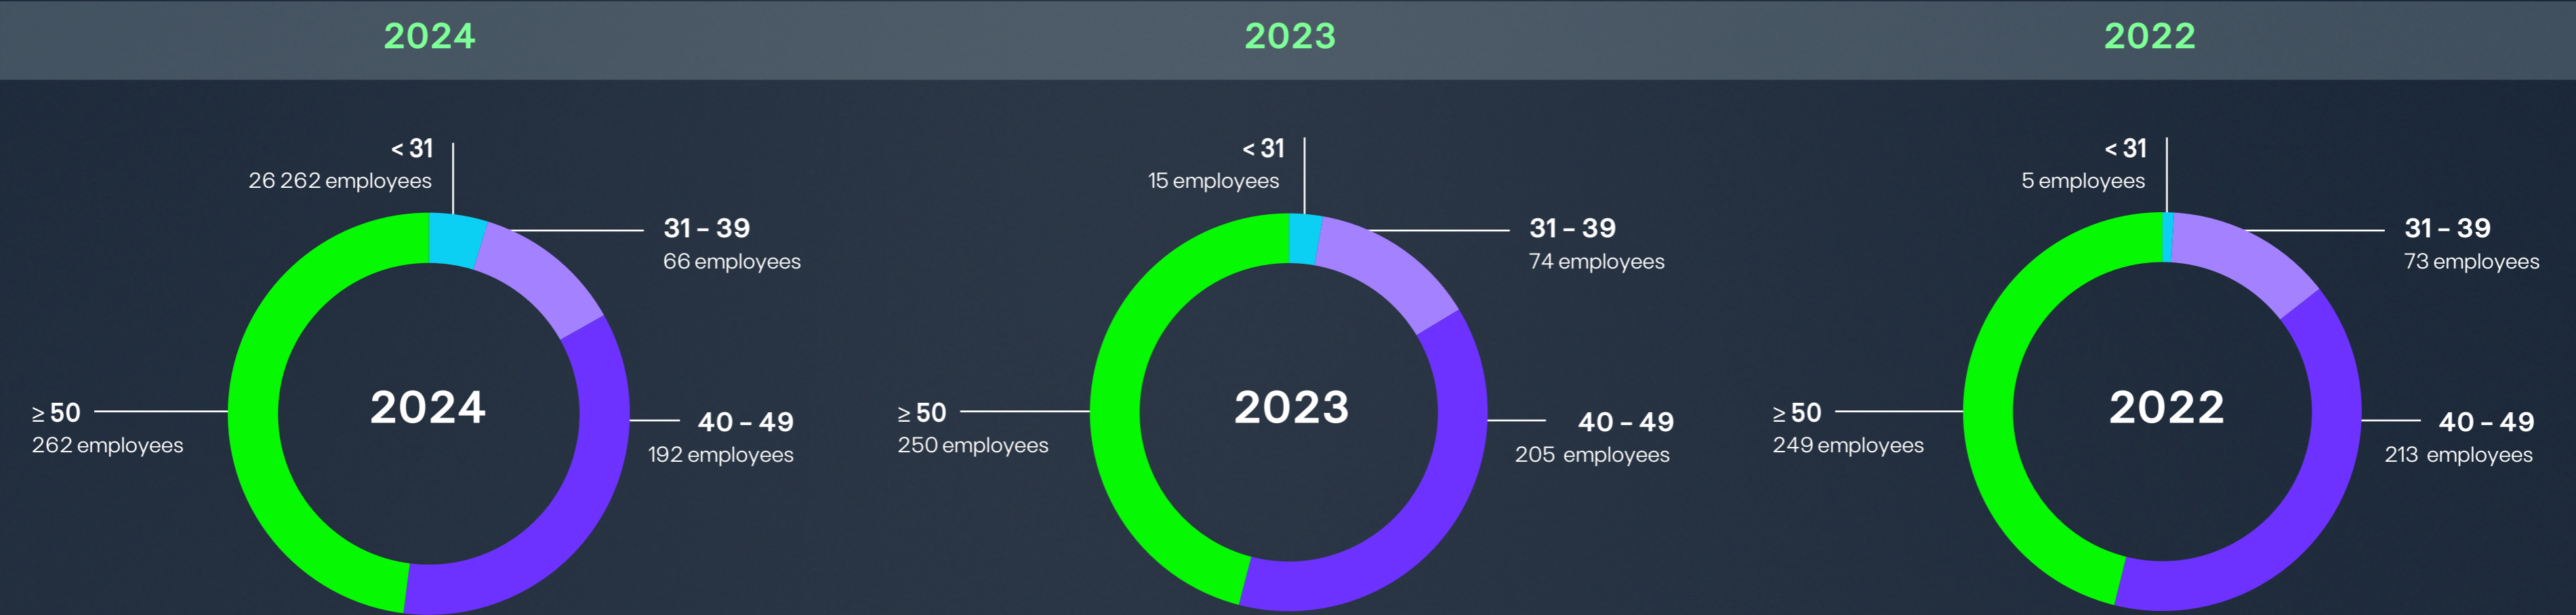 2024
2023
2022
< 31
26 262 employees
31 – 39
66 employees
2024
≥ 50
262 employees
40 – 49
192 employees
< 31
15 employees
31 – 39
74 employees
2023
≥ 50
250 employees
40 – 49
205 employees
< 31
5 employees
31 – 39
73 employees
2022
≥ 50
249 employees
40 – 49
213 employees